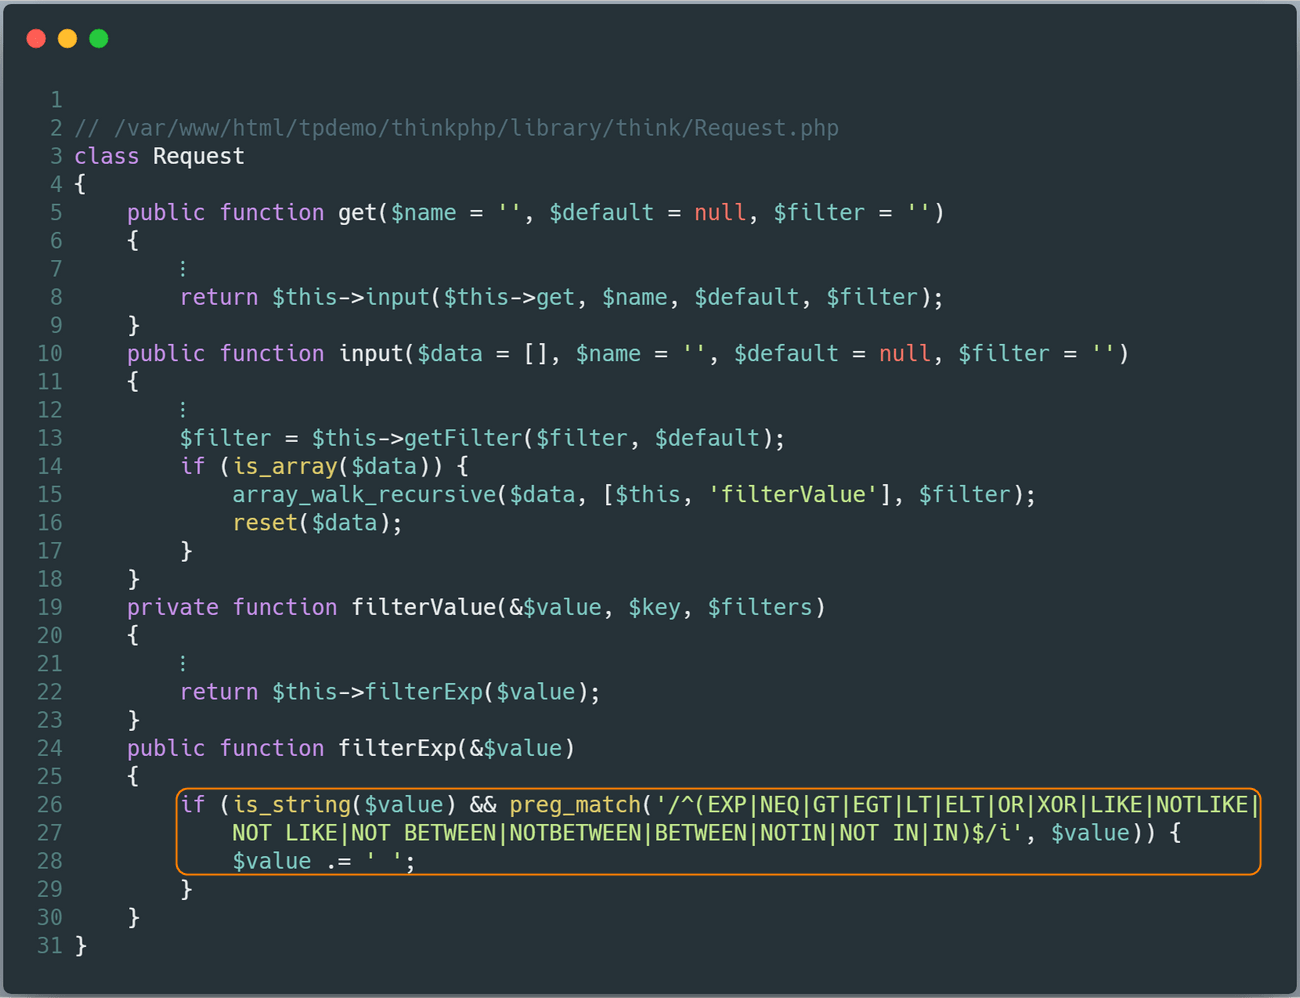 1
2 // /var/www/html/tpdemo/thinkphp/library/think/Request.php
3 class Request
4 {
5     public function get($name = '', $default = null, $filter = '')
6     {
7         ⋮
8         return $this->input($this->get, $name, $default, $filter);
9     }
10     public function input($data = [], $name = '', $default = null, $filter = '')
11     {
12         ⋮
13         $filter = $this->getFilter($filter, $default);
14         if (is_array($data)) {
15             array_walk_recursive($data, [$this, 'filterValue'], $filter);
16             reset($data);
17         }
18     }
19     private function filterValue(&$value, $key, $filters)
20     {
21         ⋮
22         return $this->filterExp($value);
23     }
24     public function filterExp(&$value)
25     {
26         if (is_string($value) && preg_match('/^(EXP|NEQ|GT|EGT|LT|ELT|OR|XOR|LIKE|NOTLIKE|
27             NOT LIKE|NOT BETWEEN|NOTBETWEEN|BETWEEN|NOTIN|NOT IN|IN)$/i', $value)) {
28             $value .= ' ';
29         }
30     }
31 }